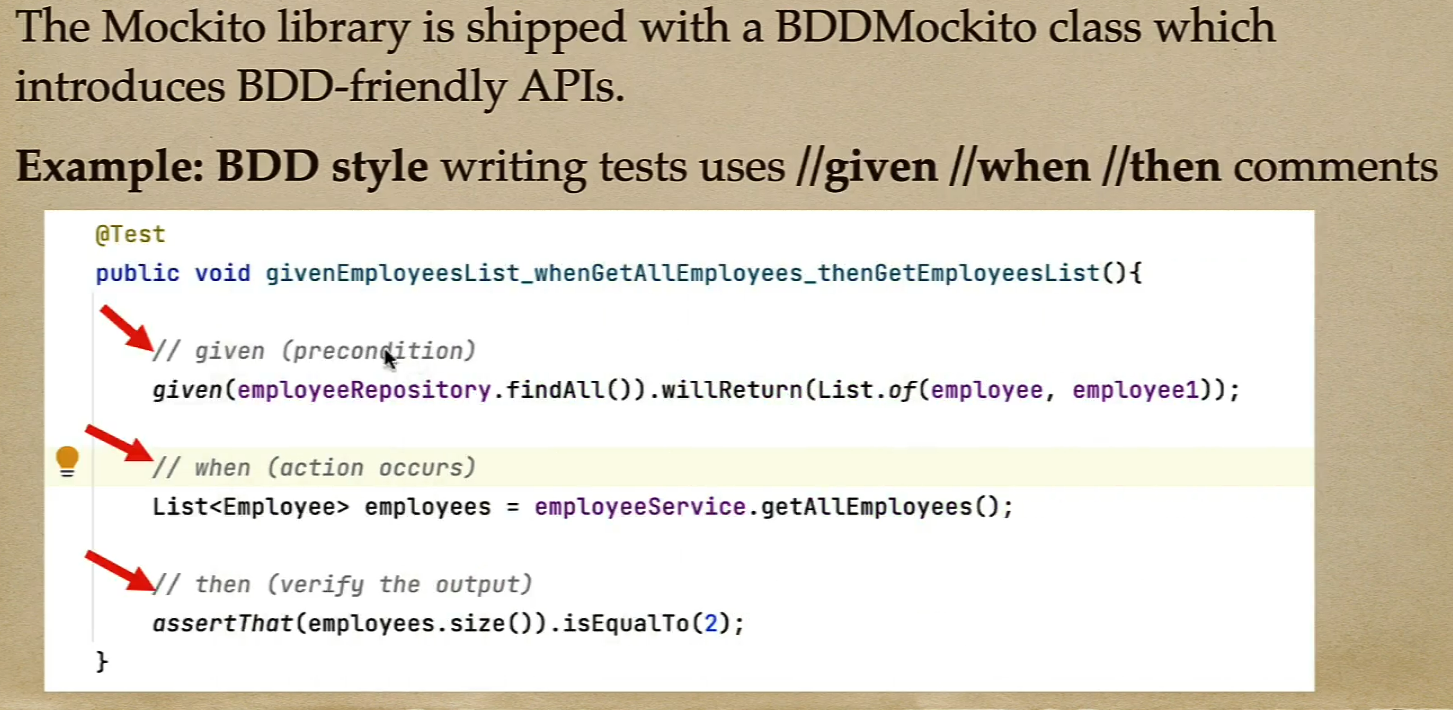 The Mockito library is shipped with a BDDMockito class which
introduces BDD-friendly APIs.
Example: BDD style writing tests uses //given //when //then comments
@Test
public void givenEmployeesList_whenGetAllEmployees_thenGetEmployeesList(){
// given (precondition)
given(employeeRepository.findAll()).willReturn(List.of(employee, employee1));
// when (action occurs)
List<Employee> employees = employeeService.getAllEmployees();
// then (verify the output)
assertThat(employees.size()).isEqualTo(2);
}